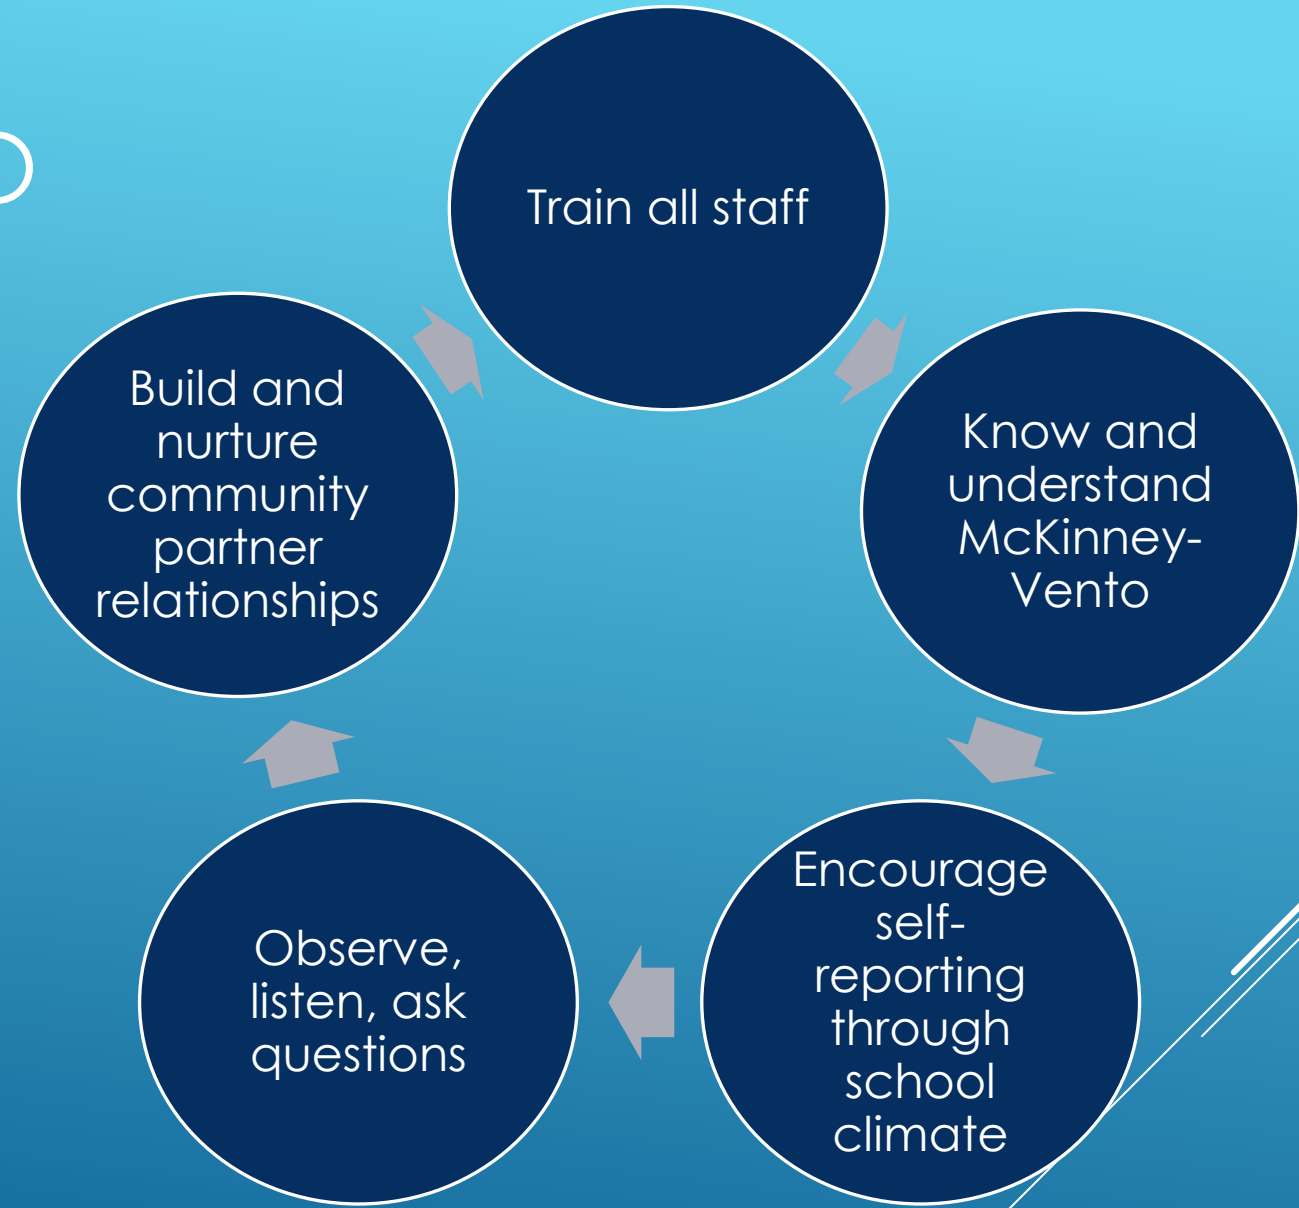 Train all staff
Know and
understand
McKinney-
Vento
Encourage
self-
reporting
through
school
climate
Observe,
listen, ask
questions
Build and
nurture
community
partner
relationships